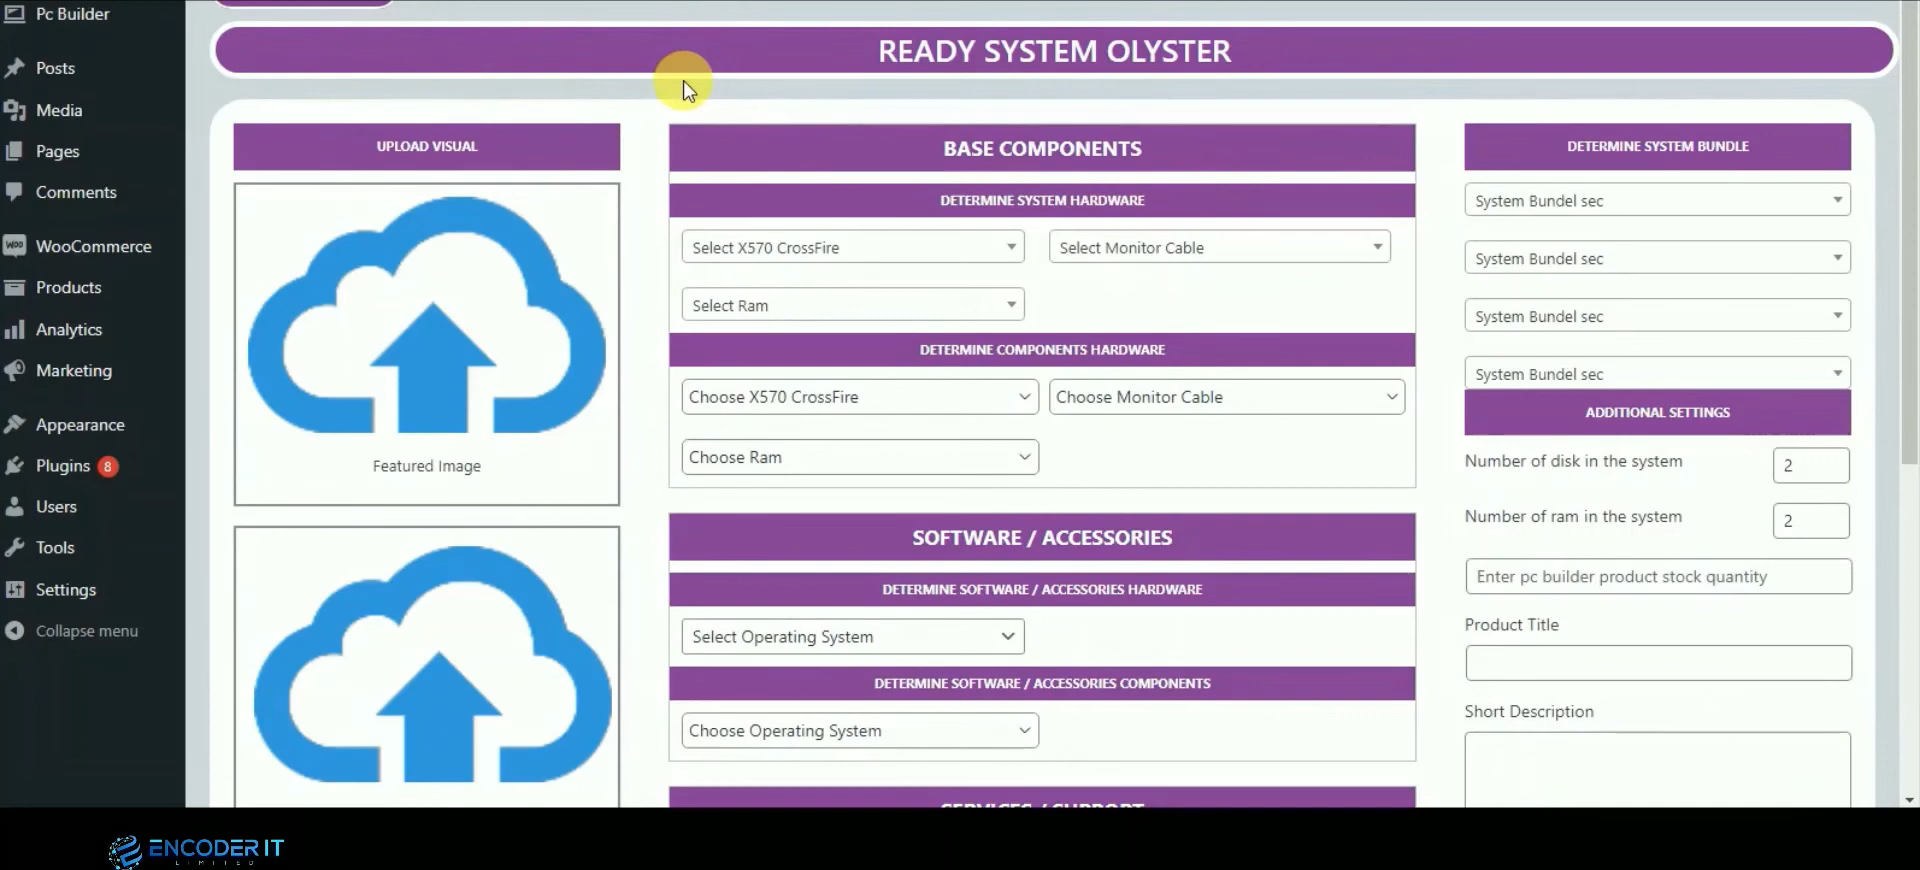 Pc Builder
Posts
Media
Pages
Comments
WooCommerce
Products
Analytics
Marketing
Appearance
Plugins 8
Users
Tools
Settings
Collapse menu
READY SYSTEM OLYSTER
UPLOAD VISUAL
Featured Image
BASE COMPONENTS
DETERMINE SYSTEM HARDWARE
Select X570 CrossFire
Select Monitor Cable
Select Ram
DETERMINE COMPONENTS HARDWARE
Choose X570 CrossFire
Choose Monitor Cable
Choose Ram
SOFTWARE / ACCESSORIES
DETERMINE SOFTWARE / ACCESSORIES HARDWARE
Select Operating System
DETERMINE SOFTWARE / ACCESSORIES COMPONENTS
Choose Operating System
SERVICES / SUPPORT
DETERMINE SYSTEM BUNDLE
System Bundel sec
System Bundel sec
System Bundel sec
System Bundel sec
ADDITIONAL SETTINGS
Number of disk in the system 2
Number of ram in the system 2
Enter pc builder product stock quantity
Product Title
Short Description
WOO
ENCODER IT
LIMITED